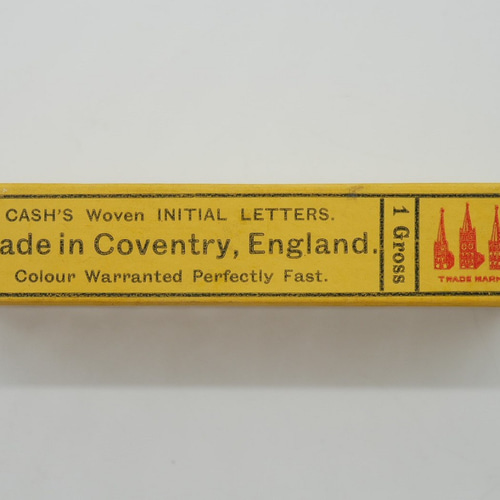 CASH'S Woven INITIAL LETTERS.
ade in Coventry, England.
Colour Warranted Perfectly Fast.
1 Gross
TRADE MARK